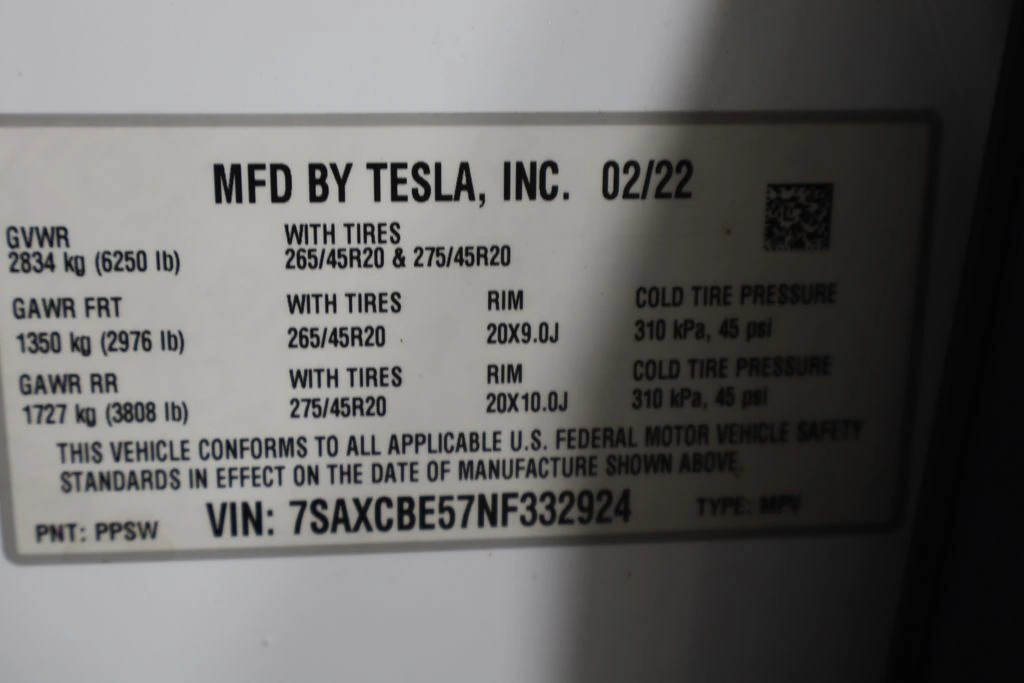 MFD BY TESLA, INC. 02/22
GVWR WITH TIRES
2834 kg (6250 lb) 265/45R20 & 275/45R20
GAWR FRT WITH TIRES RIM COLD TIRE PRESSURE
1350 kg (2976 lb) 265/45R20 20X9.0J 310 kPa, 45 psi
GAWR RR WITH TIRES RIM COLD TIRE PRESSURE
1727 kg (3808 lb) 275/45R20 20X10.0J 310 kPa, 45 psi
THIS VEHICLE CONFORMS TO ALL APPLICABLE U.S. FEDERAL MOTOR VEHICLE SAFETY
STANDARDS IN EFFECT ON THE DATE OF MANUFACTURE SHOWN ABOVE.
PNT: PPSW VIN: 7SAXCBE57NF332924 TYPE: MPV